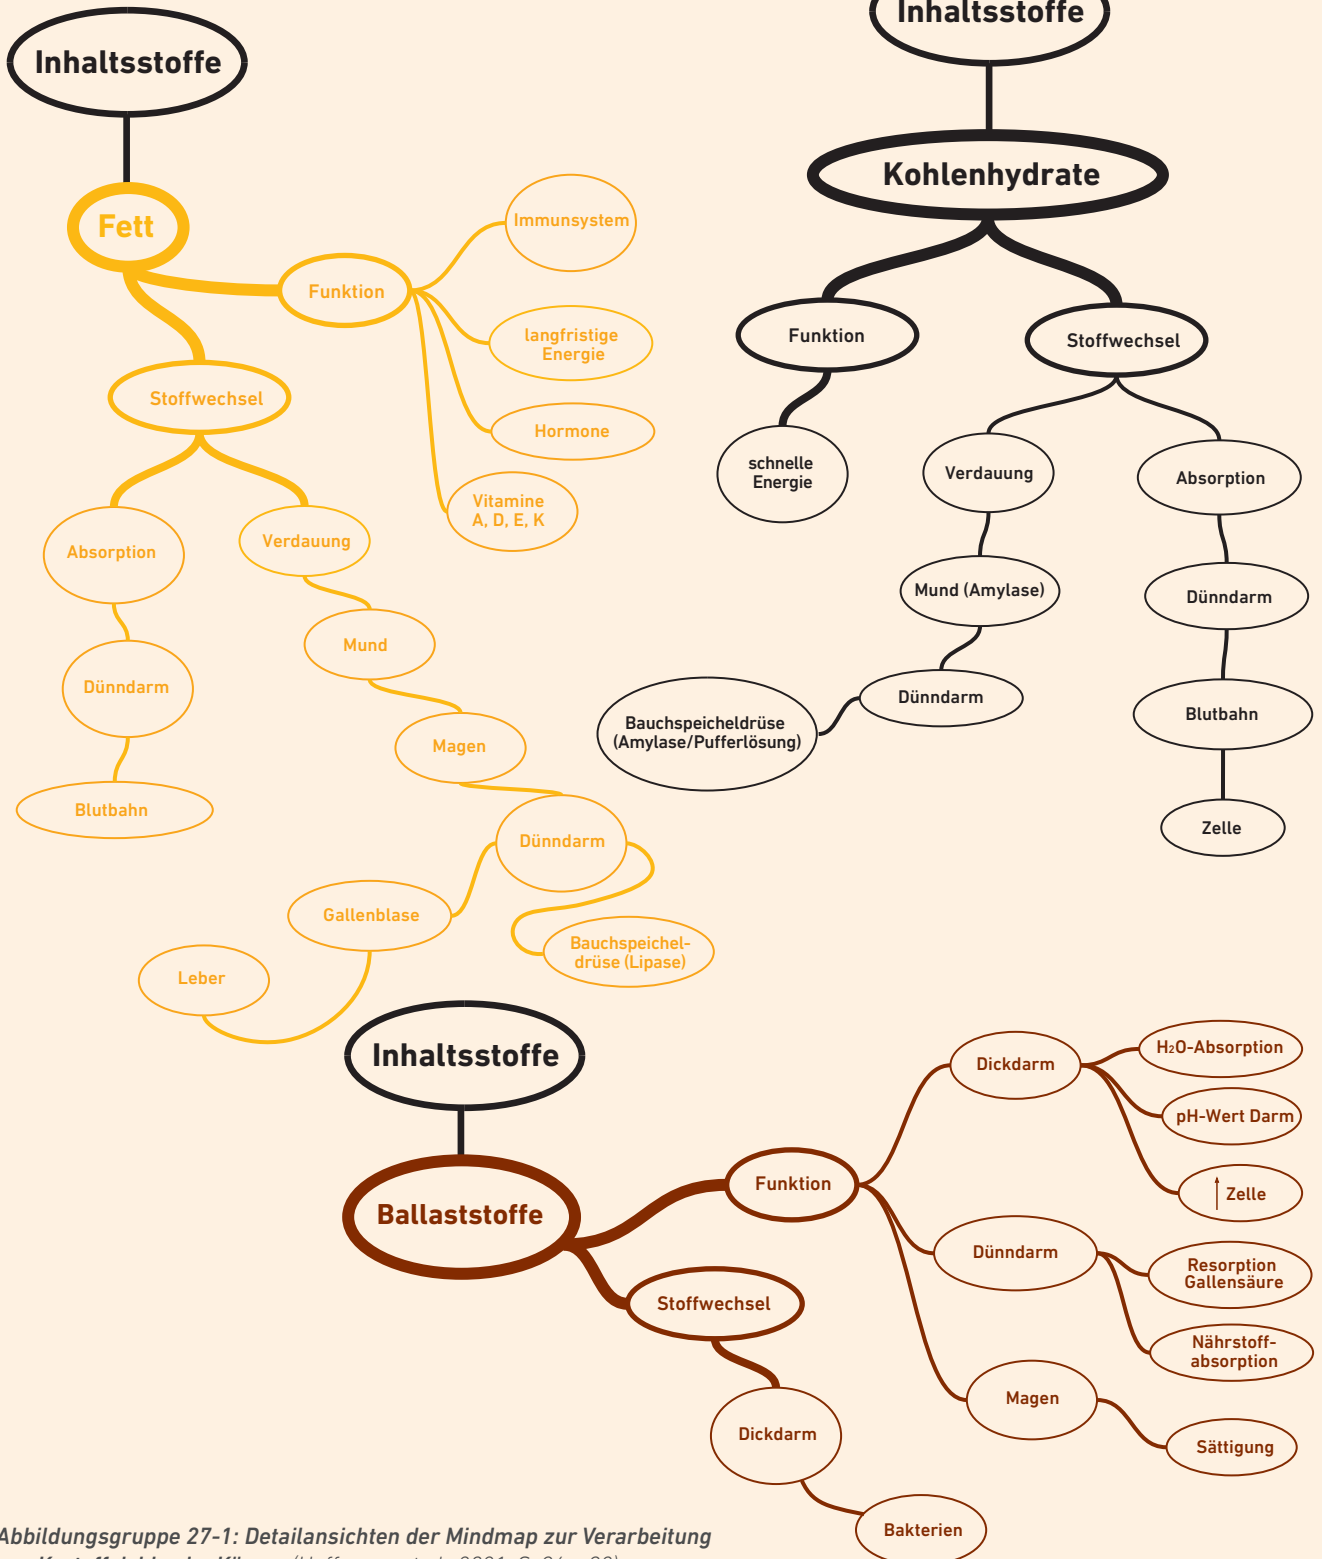 Inhaltsstoffe
Fett
Funktion
Immunsystem
langfristige
Energie
Hormone
Vitamine
A, D, E, K
Stoffwechsel
Absorption
Dünndarm
Blutbahn
Verdauung
Mund
Magen
Dünndarm
Gallenblase
Leber
Bauchspeichel-
drüse (Lipase)
Inhaltsstoffe
Kohlenhydrate
Funktion
schnelle
Energie
Stoffwechsel
Verdauung
Mund (Amylase)
Dünndarm
Bauchspeicheldrüse
(Amylase/Pufferlösung)
Absorption
Dünndarm
Blutbahn
Zelle
Inhaltsstoffe
Ballaststoffe
Funktion
Dickdarm
H₂O-Absorption
pH-Wert Darm
↑ Zelle
Dünndarm
Resorption
Gallensäure
Nährstoff-
absorption
Magen
Sättigung
Stoffwechsel
Dickdarm
Bakterien
Abbildungsgruppe 27-1: Detailansichten der Mindmap zur Verarbeitung